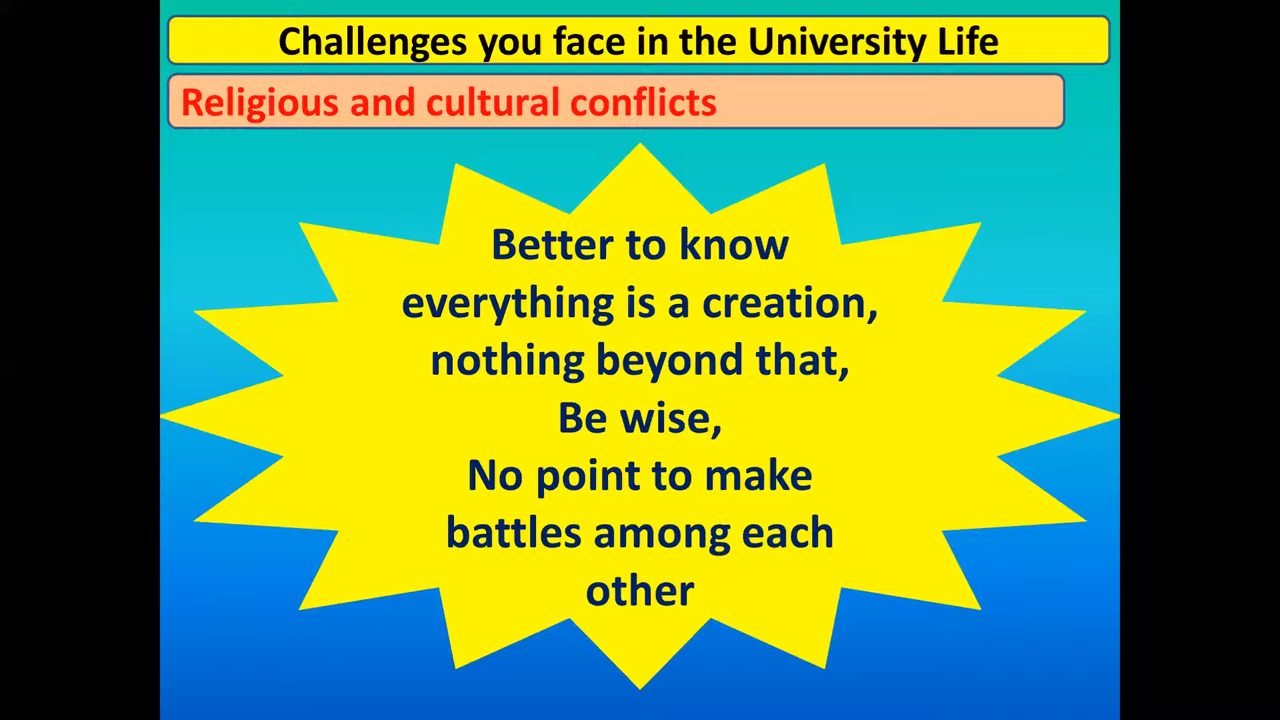 Challenges you face in the University Life
Religious and cultural conflicts
Better to know
everything is a creation,
nothing beyond that,
Be wise,
No point to make
battles among each
other